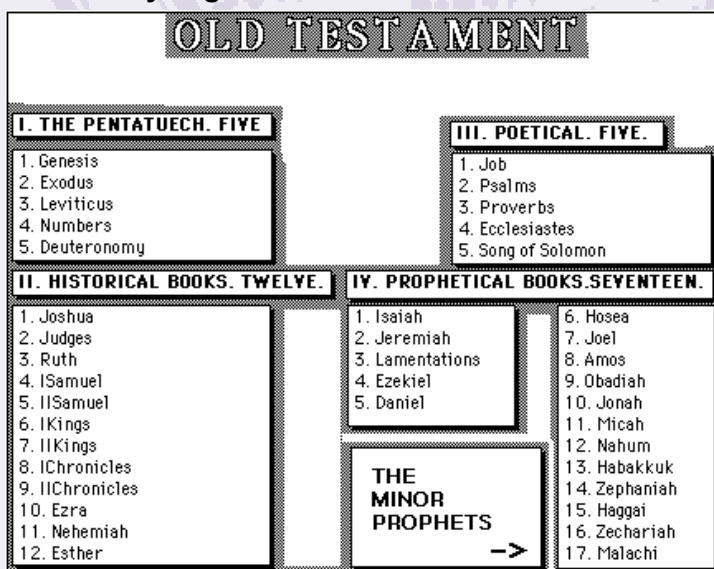 OLD TESTAMENT
I. THE PENTATUECH. FIVE
1. Genesis
2. Exodus
3. Leviticus
4. Numbers
5. Deuteronomy
III. POETICAL. FIVE.
1. Job
2. Psalms
3. Proverbs
4. Ecclesiastes
5. Song of Solomon
II. HISTORICAL BOOKS. TWELVE.
1. Joshua
2. Judges
3. Ruth
4. ISamuel
5. IISamuel
6. IKings
7. IIKings
8. IChronicles
9. IIChronicles
10. Ezra
11. Nehemiah
12. Esther
IV. PROPHETICAL BOOKS.SEVENTEEN.
1. Isaiah
2. Jeremiah
3. Lamentations
4. Ezekiel
5. Daniel
THE
MINOR
PROPHETS
->
6. Hosea
7. Joel
8. Amos
9. Obadiah
10. Jonah
11. Micah
12. Nahum
13. Habakkuk
14. Zephaniah
15. Haggai
16. Zechariah
17. Malachi